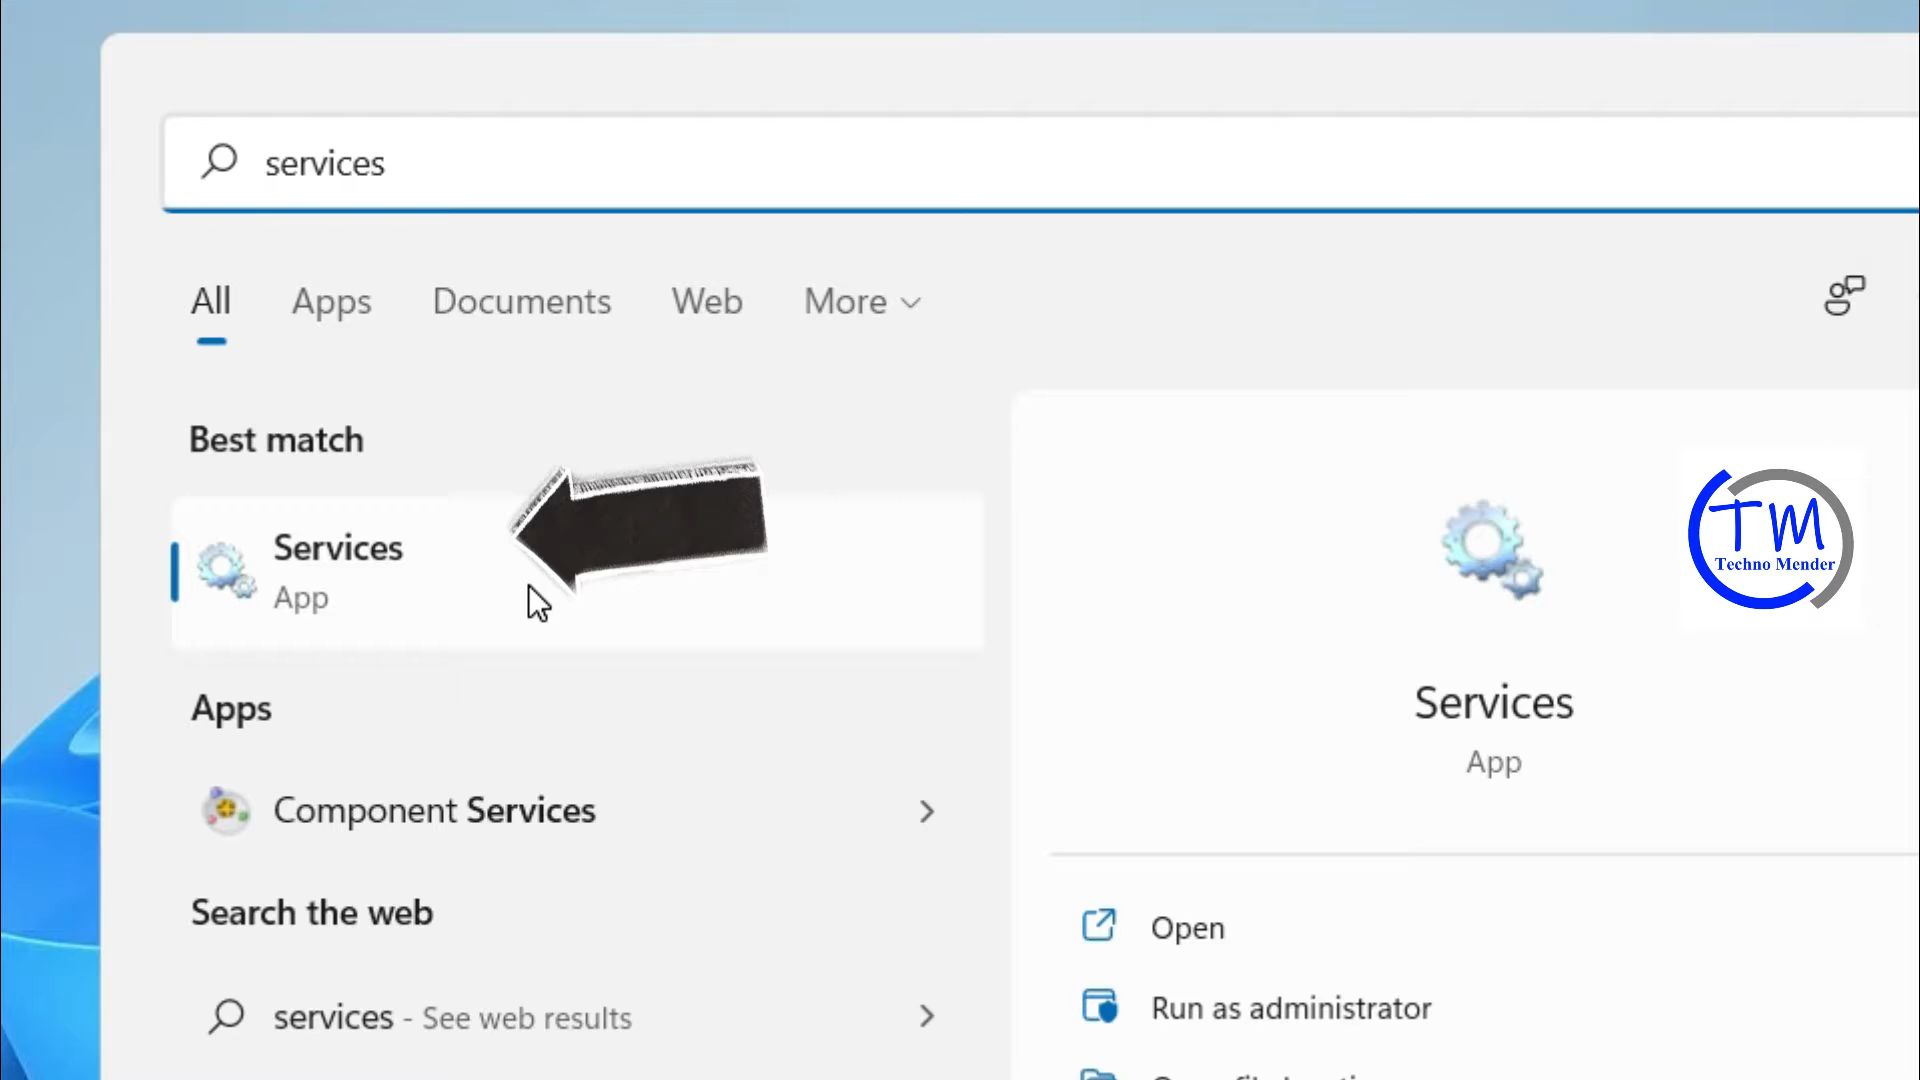 services
All
Apps
Documents
Web
More
Best match
Services
App
Apps
Component Services
Search the web
services - See web results
TM
Techno Mender
Services
App
Open
Run as administrator